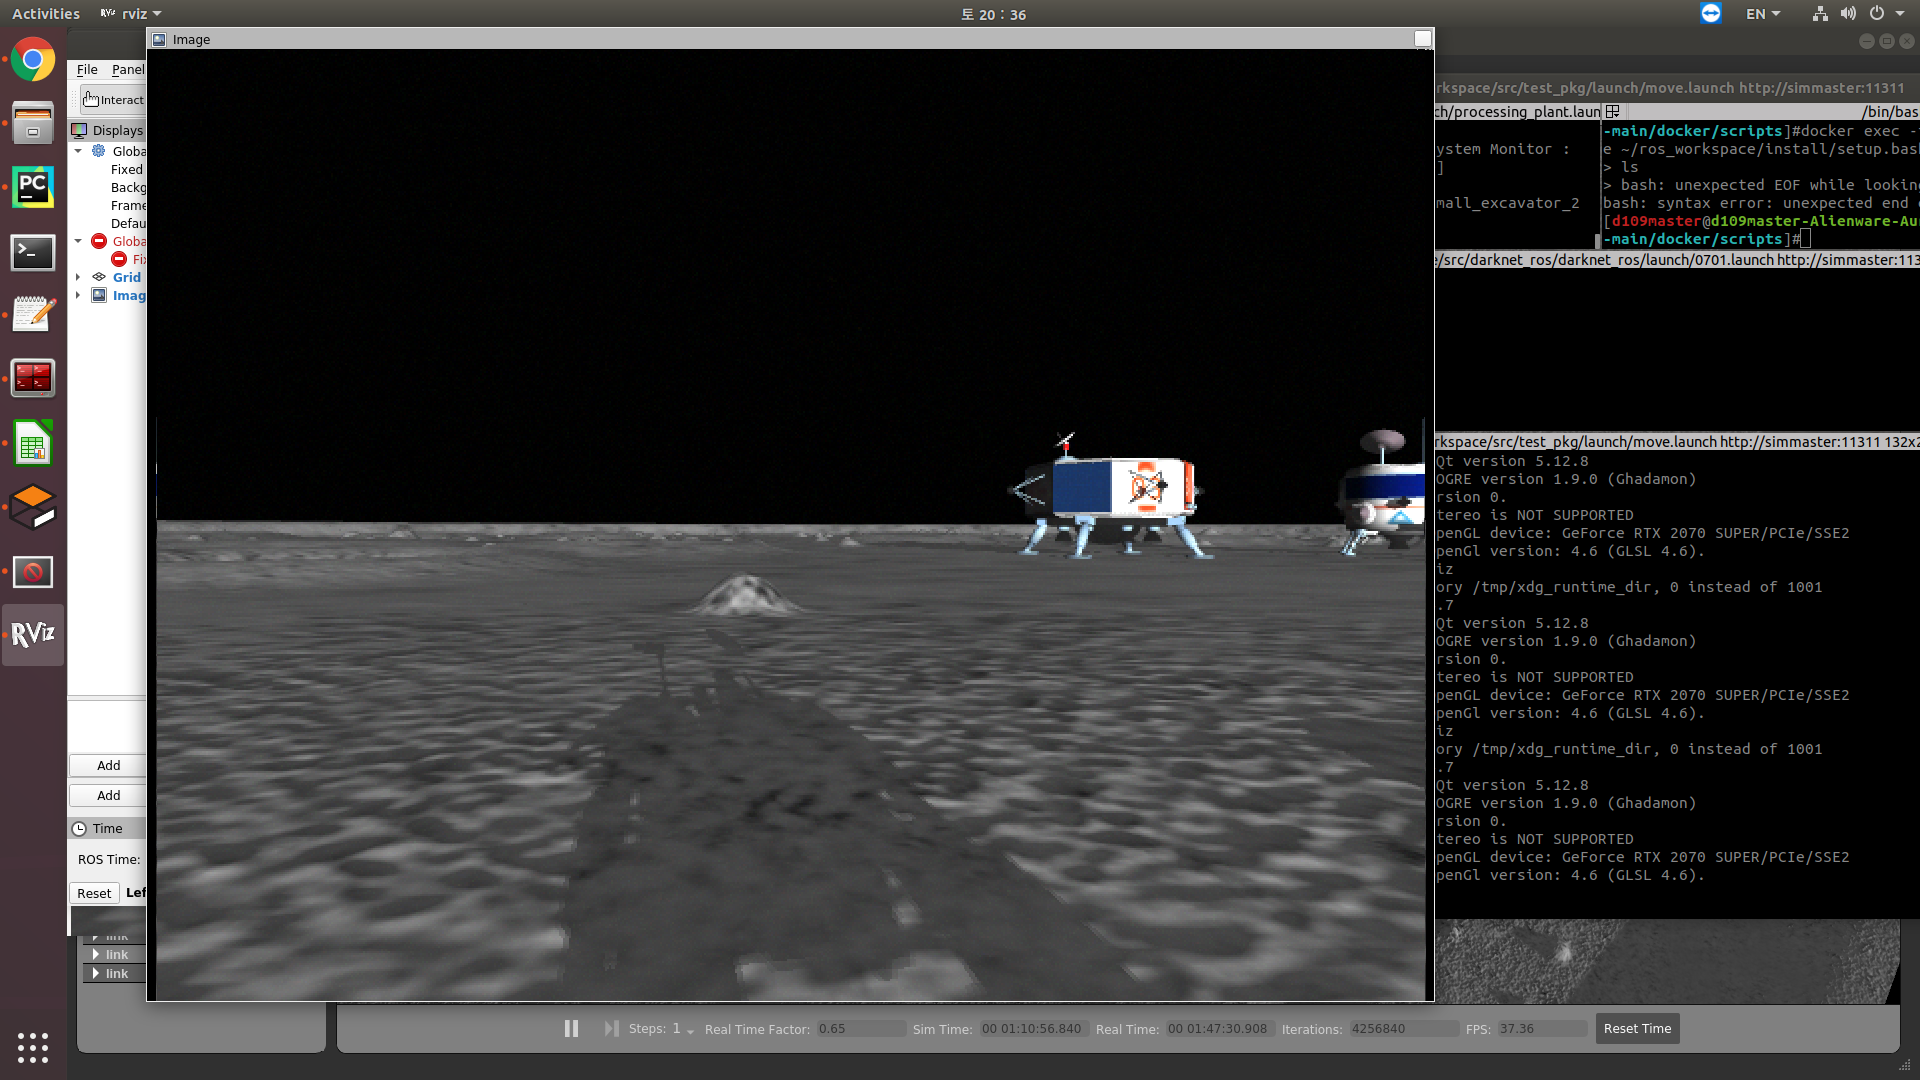 Activities
RViz rviz
토 20 : 36
EN
Image
File Panel
Interact
Displays
Globa
Fixed
Backg
Frame
Defau
Globa
Fix
Grid
Imag
Add
Add
Time
ROS Time:
Reset Lef
link
link
link
PC
RViz
rkspace/src/test_pkg/launch/move.launch http://simmaster:11311
ch/processing_plant.laun
/bin/bas
ystem Monitor :
]
mall_excavator_2
-main/docker/scripts]#docker exec -
e ~/ros_workspace/install/setup.bas
> ls
> bash: unexpected EOF while lookin
bash: syntax error: unexpected end
[d109master@d109master-Alienware-Au
-main/docker/scripts]#
e/src/darknet_ros/darknet_ros/launch/0701.launch http://simmaster:113
rkspace/src/test_pkg/launch/move.launch http://simmaster:11311 132x2
Qt version 5.12.8
OGRE version 1.9.0 (Ghadamon)
rsion 0.
tereo is NOT SUPPORTED
penGL device: GeForce RTX 2070 SUPER/PCIe/SSE2
penGl version: 4.6 (GLSL 4.6).
iz
ory /tmp/xdg_runtime_dir, 0 instead of 1001
.7
Qt version 5.12.8
OGRE version 1.9.0 (Ghadamon)
rsion 0.
tereo is NOT SUPPORTED
penGL device: GeForce RTX 2070 SUPER/PCIe/SSE2
penGl version: 4.6 (GLSL 4.6).
iz
ory /tmp/xdg_runtime_dir, 0 instead of 1001
.7
Qt version 5.12.8
OGRE version 1.9.0 (Ghadamon)
rsion 0.
tereo is NOT SUPPORTED
penGL device: GeForce RTX 2070 SUPER/PCIe/SSE2
penGl version: 4.6 (GLSL 4.6).
Steps: 1 Real Time Factor: 0.65 Sim Time: 00 01:10:56.840 Real Time: 00 01:47:30.908 Iterations: 4256840 FPS: 37.36 Reset Time